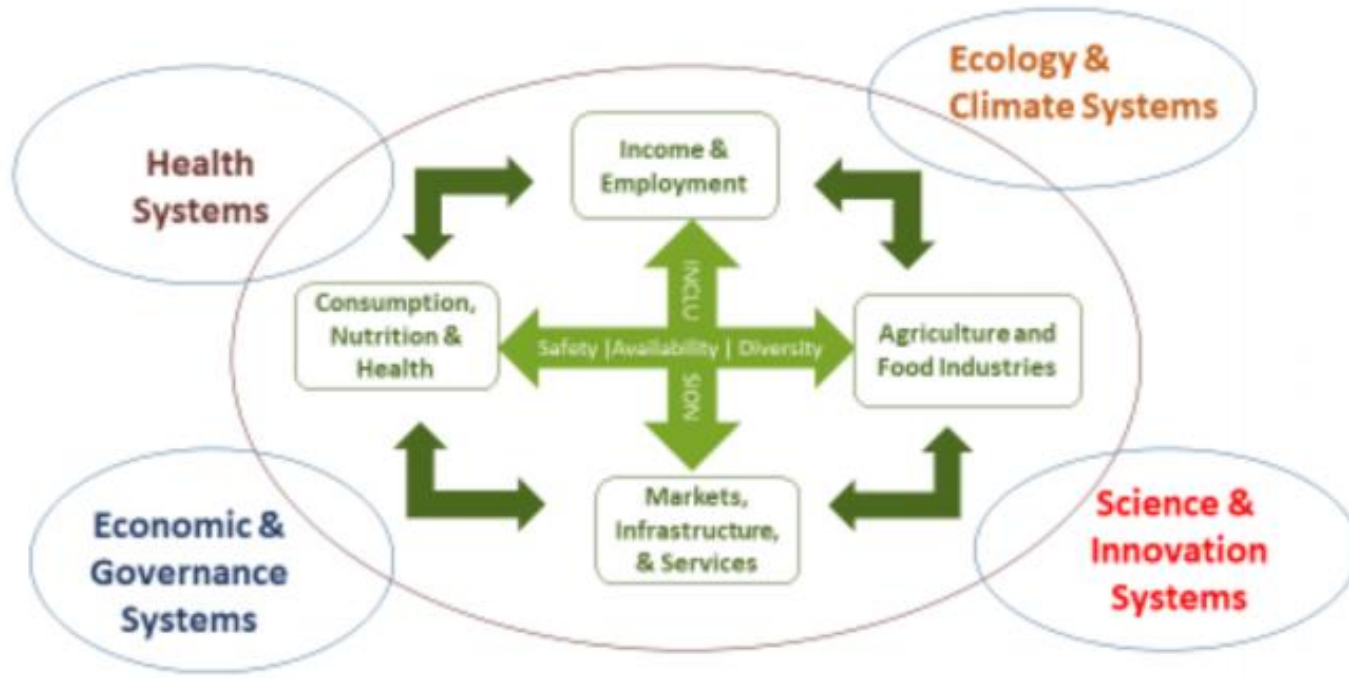 Ecology &
Climate Systems
Health
Systems
Income &
Employment
Consumption,
Nutrition &
Health
INCLU
Safety |Availability | Diversity
SION
Agriculture and
Food Industries
Markets,
Infrastructure,
& Services
Economic &
Governance
Systems
Science &
Innovation
Systems